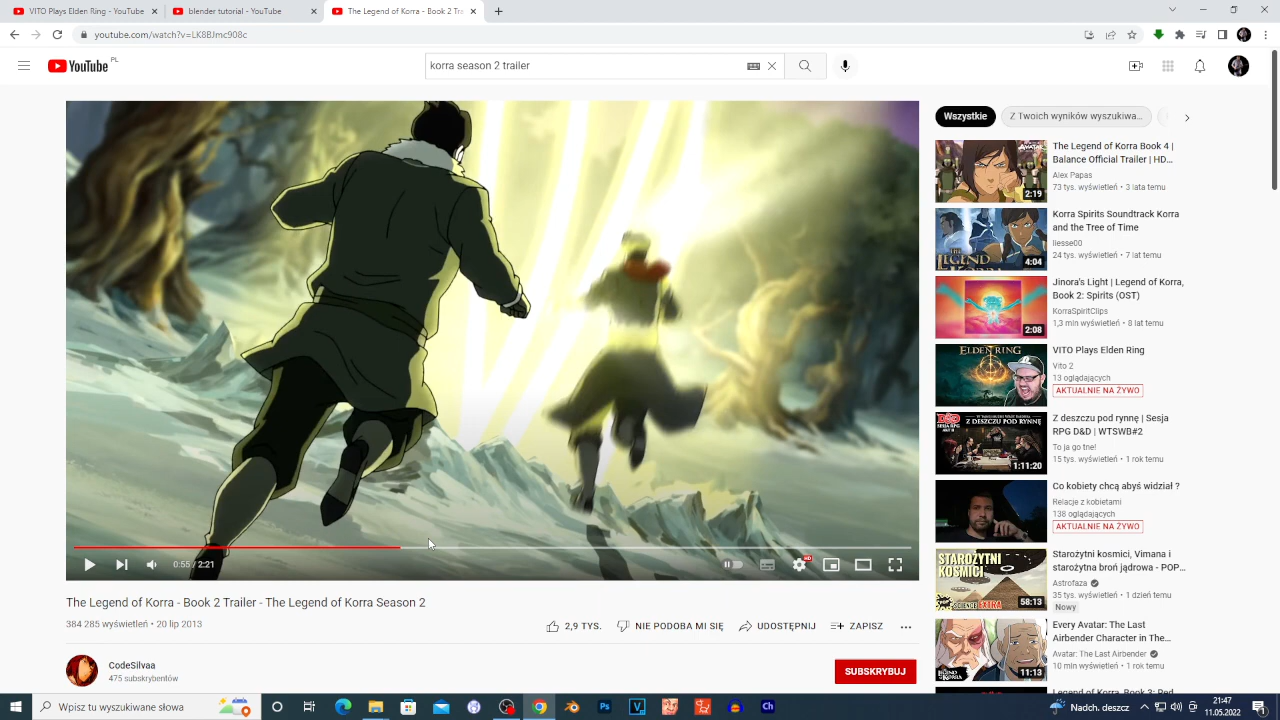 VITO Plays Elden Ring - YouTube
blender tutorial - YouTube
The Legend of Korra - Book 2 Tra
youtube.com/watch?v=LK8BJmc908c
YouTube PL
korra season 2 trailer
Wszystkie
Z Twoich wyników wyszukiwa...
The Legend of Korra Book 4 |
Balance Official Trailer | HD...
Alex Papas
73 tys. wyświetleń • 3 lata temu
2:19
Korra Spirits Soundtrack Korra
and the Tree of Time
liesse00
24 tys. wyświetleń • 7 lat temu
LEGEND
4:04
Jinora's Light | Legend of Korra,
Book 2: Spirits (OST)
KorraSpiritClips
1,3 mln wyświetleń • 8 lat temu
2:08
ELDEN RING
VITO Plays Elden Ring
Vito 2
13 oglądających
AKTUALNIE NA ŻYWO
Z DESZCZU POD RYNNĘ
1:11:20
Z deszczu pod rynnę | Sesja
RPG D&D | WTSWB#2
To ja go tne!
15 tys. wyświetleń • 1 rok temu
Co kobiety chcą abyś widział ?
Relacje z kobietami
138 oglądających
AKTUALNIE NA ŻYWO
STAROŻYTNI
KOSMICI
SCIENCE EXTRA
58:13
Starożytni kosmici, Vimana i
starożytna broń jądrowa - POP...
Astrofaza
35 tys. wyświetleń • 1 dzień temu
Nowy
11:13
Every Avatar: The Last
Airbender Character in The...
Avatar: The Last Airbender
10 mln wyświetleń • 1 rok temu
0:55 / 2:21
HD
The Legend of Korra - Book 2 Trailer - The Legend of Korra Season 2
384 285 wyświetleń • 20 lip 2013
2,9 TYS.
NIE PODOBA MI SIĘ
UDOSTĘPNIJ
ZAPISZ
CodeSilvaa
475 subskrybentów
SUBSKRYBUJ
Wpisz tu wyszukiwane słowa
Ps
Ch
Nadch. deszcz
21:47
11.05.2022